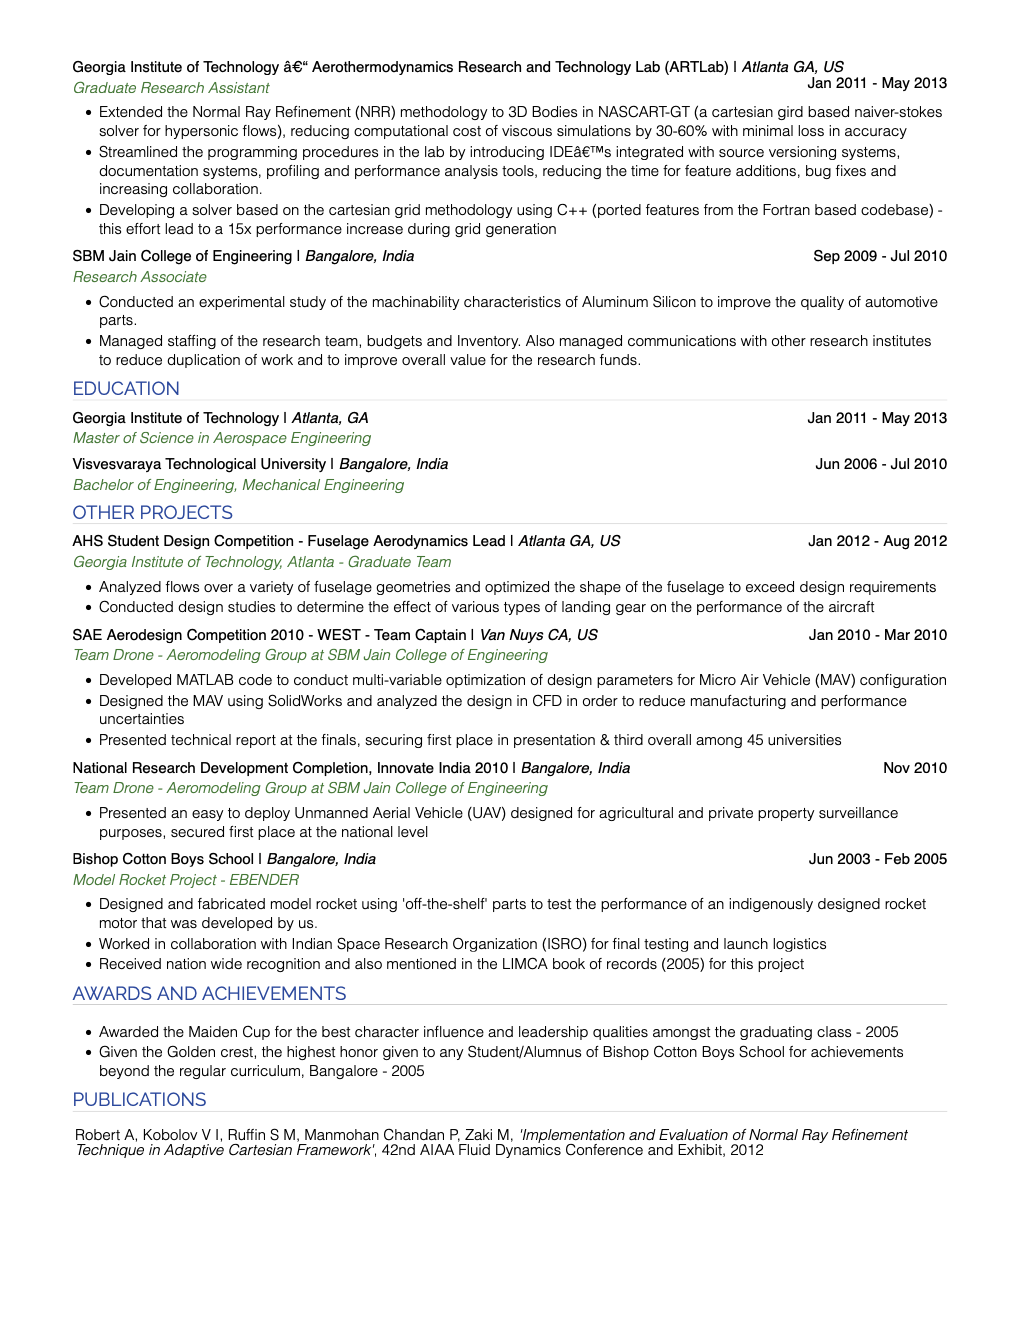 Georgia Institute of Technology â€“ Aerothermodynamics Research and Technology Lab (ARTLab) | Atlanta GA, US
Jan 2011 - May 2013
Graduate Research Assistant
• Extended the Normal Ray Refinement (NRR) methodology to 3D Bodies in NASCART-GT (a cartesian gird based naiver-stokes
solver for hypersonic flows), reducing computational cost of viscous simulations by 30-60% with minimal loss in accuracy
• Streamlined the programming procedures in the lab by introducing IDEâ€™s integrated with source versioning systems,
documentation systems, profiling and performance analysis tools, reducing the time for feature additions, bug fixes and
increasing collaboration.
• Developing a solver based on the cartesian grid methodology using C++ (ported features from the Fortran based codebase) -
this effort lead to a 15x performance increase during grid generation
SBM Jain College of Engineering | Bangalore, India Sep 2009 - Jul 2010
Research Associate
• Conducted an experimental study of the machinability characteristics of Aluminum Silicon to improve the quality of automotive
parts.
• Managed staffing of the research team, budgets and Inventory. Also managed communications with other research institutes
to reduce duplication of work and to improve overall value for the research funds.
EDUCATION
Georgia Institute of Technology | Atlanta, GA Jan 2011 - May 2013
Master of Science in Aerospace Engineering
Visvesvaraya Technological University | Bangalore, India Jun 2006 - Jul 2010
Bachelor of Engineering, Mechanical Engineering
OTHER PROJECTS
AHS Student Design Competition - Fuselage Aerodynamics Lead | Atlanta GA, US Jan 2012 - Aug 2012
Georgia Institute of Technology, Atlanta - Graduate Team
• Analyzed flows over a variety of fuselage geometries and optimized the shape of the fuselage to exceed design requirements
• Conducted design studies to determine the effect of various types of landing gear on the performance of the aircraft
SAE Aerodesign Competition 2010 - WEST - Team Captain | Van Nuys CA, US Jan 2010 - Mar 2010
Team Drone - Aeromodeling Group at SBM Jain College of Engineering
• Developed MATLAB code to conduct multi-variable optimization of design parameters for Micro Air Vehicle (MAV) configuration
• Designed the MAV using SolidWorks and analyzed the design in CFD in order to reduce manufacturing and performance
uncertainties
• Presented technical report at the finals, securing first place in presentation & third overall among 45 universities
National Research Development Completion, Innovate India 2010 | Bangalore, India Nov 2010
Team Drone - Aeromodeling Group at SBM Jain College of Engineering
• Presented an easy to deploy Unmanned Aerial Vehicle (UAV) designed for agricultural and private property surveillance
purposes, secured first place at the national level
Bishop Cotton Boys School | Bangalore, India Jun 2003 - Feb 2005
Model Rocket Project - EBENDER
• Designed and fabricated model rocket using 'off-the-shelf' parts to test the performance of an indigenously designed rocket
motor that was developed by us.
• Worked in collaboration with Indian Space Research Organization (ISRO) for final testing and launch logistics
• Received nation wide recognition and also mentioned in the LIMCA book of records (2005) for this project
AWARDS AND ACHIEVEMENTS
• Awarded the Maiden Cup for the best character influence and leadership qualities amongst the graduating class - 2005
• Given the Golden crest, the highest honor given to any Student/Alumnus of Bishop Cotton Boys School for achievements
beyond the regular curriculum, Bangalore - 2005
PUBLICATIONS
Robert A, Kobolov V I, Ruffin S M, Manmohan Chandan P, Zaki M, 'Implementation and Evaluation of Normal Ray Refinement
Technique in Adaptive Cartesian Framework', 42nd AIAA Fluid Dynamics Conference and Exhibit, 2012